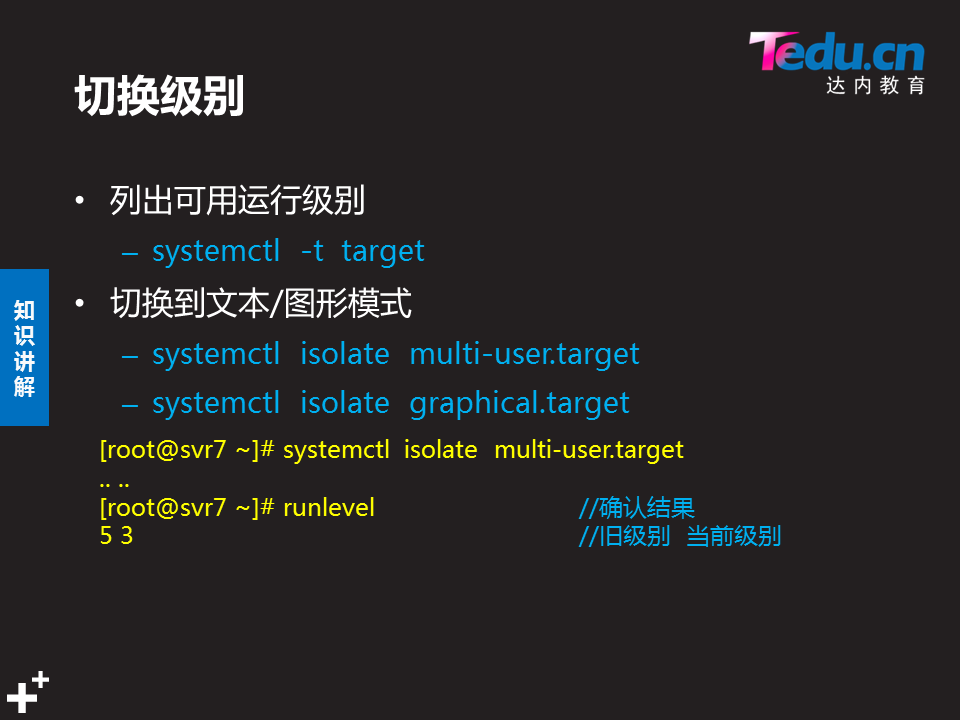 Tedu.cn
达内教育
切换级别
• 列出可用运行级别
– systemctl -t target
• 切换到文本/图形模式
– systemctl isolate multi-user.target
– systemctl isolate graphical.target
知识讲解
[root@svr7 ~]# systemctl isolate multi-user.target
.. ..
[root@svr7 ~]# runlevel //确认结果
5 3 //旧级别 当前级别